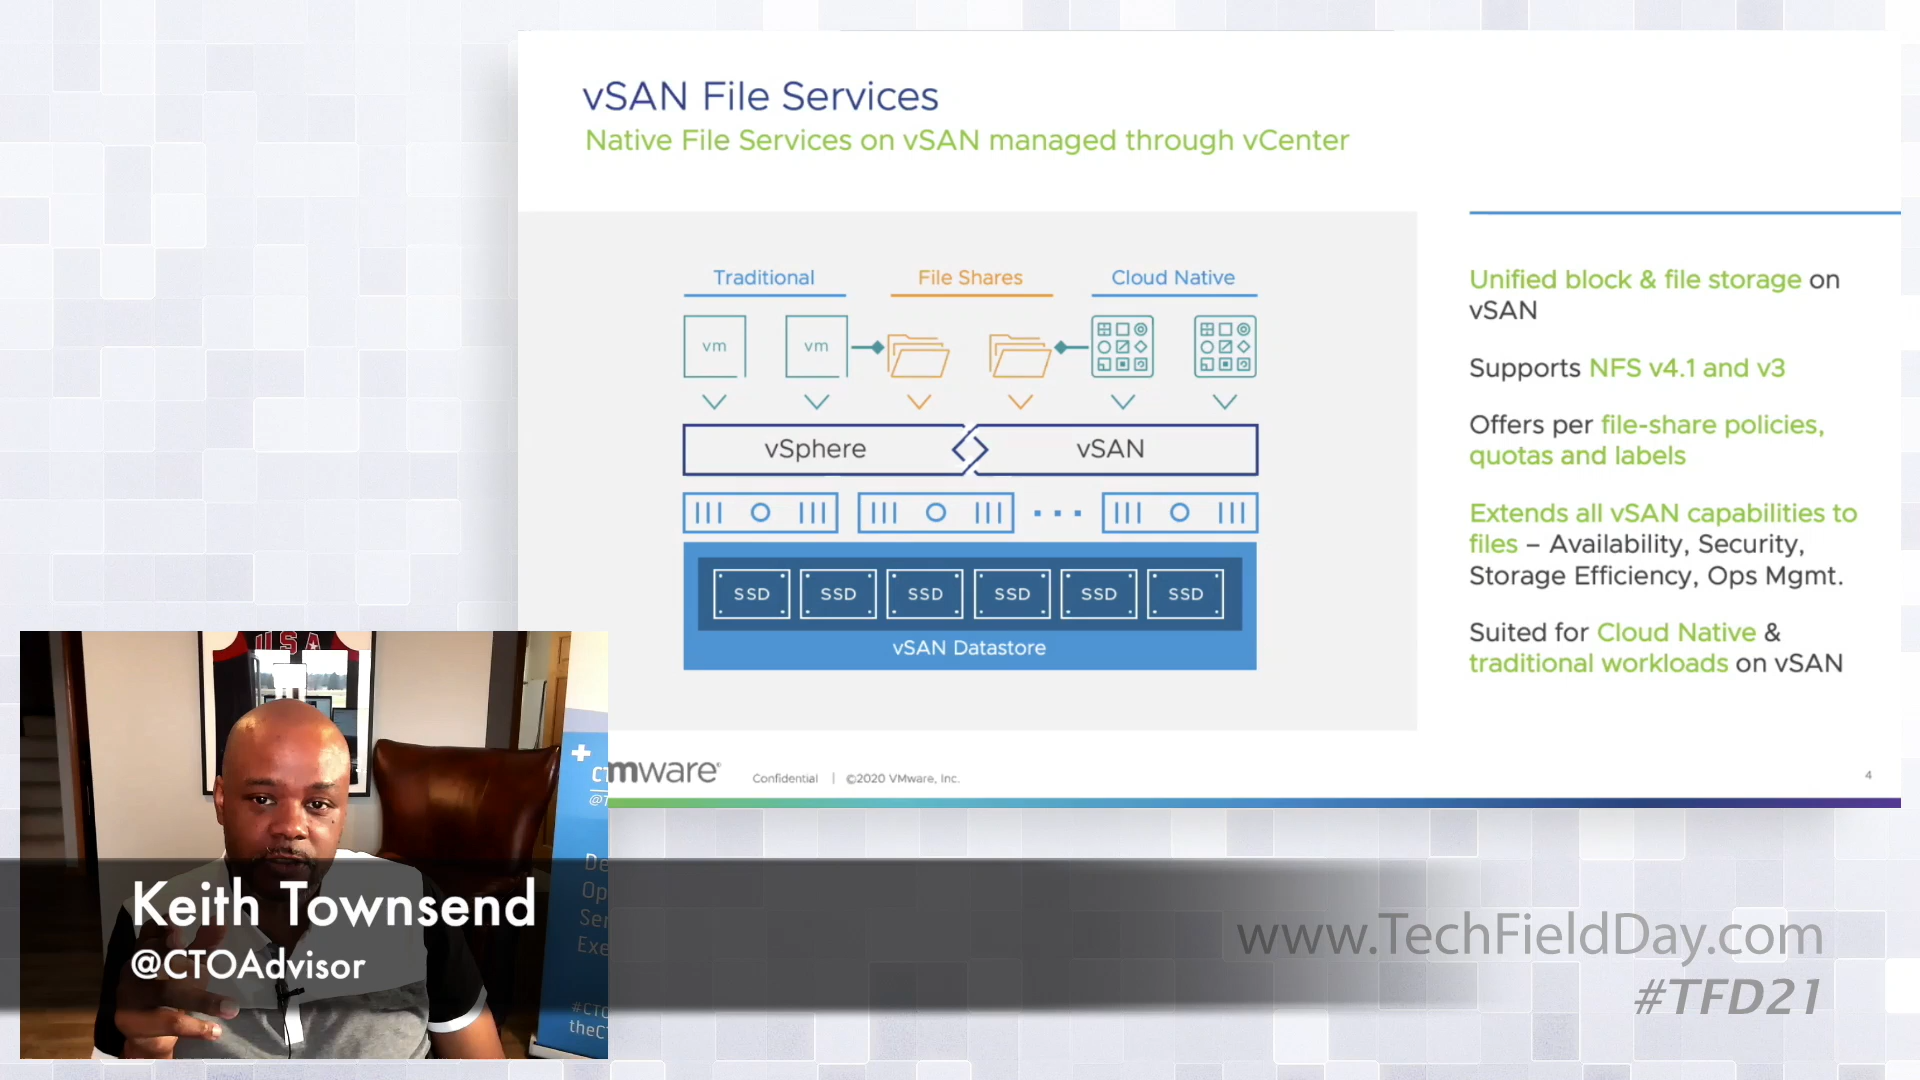 vSAN File Services
Native File Services on vSAN managed through vCenter
Traditional
File Shares
Cloud Native
vm
vm
vSphere
vSAN
SSD
SSD
SSD
SSD
SSD
SSD
vSAN Datastore
Unified block & file storage on
vSAN
Supports NFS v4.1 and v3
Offers per file-share policies,
quotas and labels
Extends all vSAN capabilities to
files – Availability, Security,
Storage Efficiency, Ops Mgmt.
Suited for Cloud Native &
traditional workloads on vSAN
mware
Confidential | ©2020 VMware, Inc.
4
USA
Keith Townsend
@CTOAdvisor
www.TechFieldDay.com
#TFD21